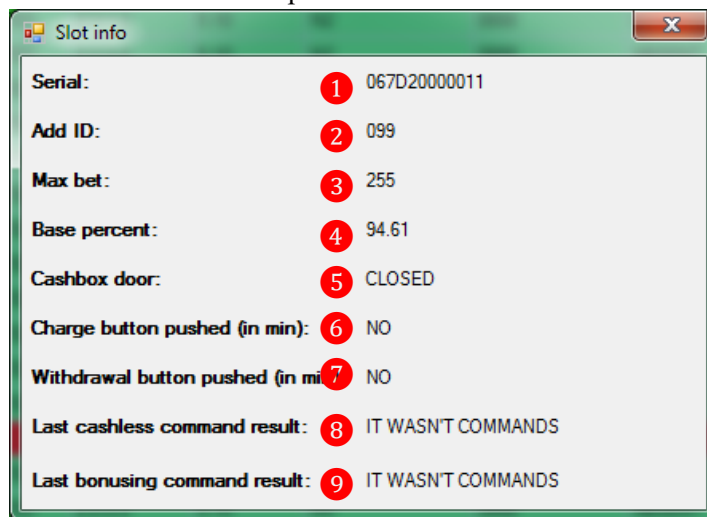 Slot info
Serial: 1 067D20000011
Add ID: 2 099
Max bet: 3 255
Base percent: 4 94.61
Cashbox door: 5 CLOSED
Charge button pushed (in min): 6 NO
Withdrawal button pushed (in mi 7 NO
Last cashless command result: 8 IT WASN'T COMMANDS
Last bonusing command result: 9 IT WASN'T COMMANDS